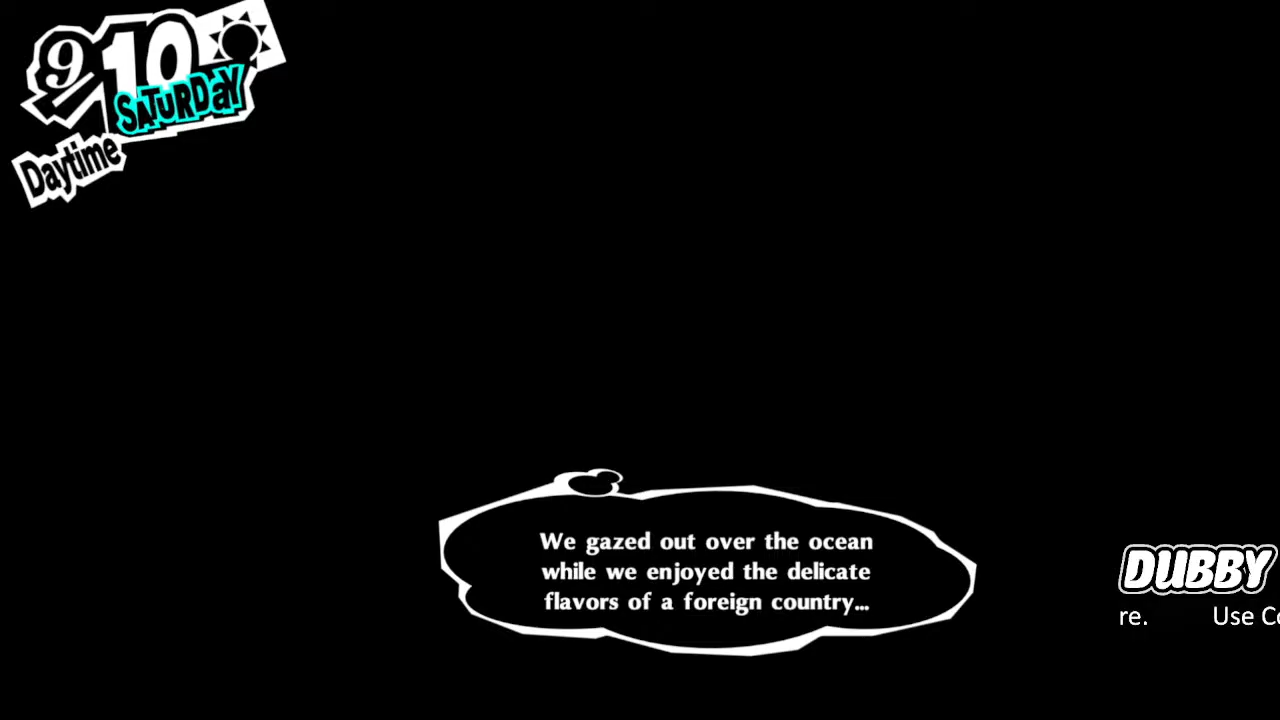 9/10
SATURDAY
Daytime
We gazed out over the ocean
while we enjoyed the delicate
flavors of a foreign country...
DUBBY
re. Use Co